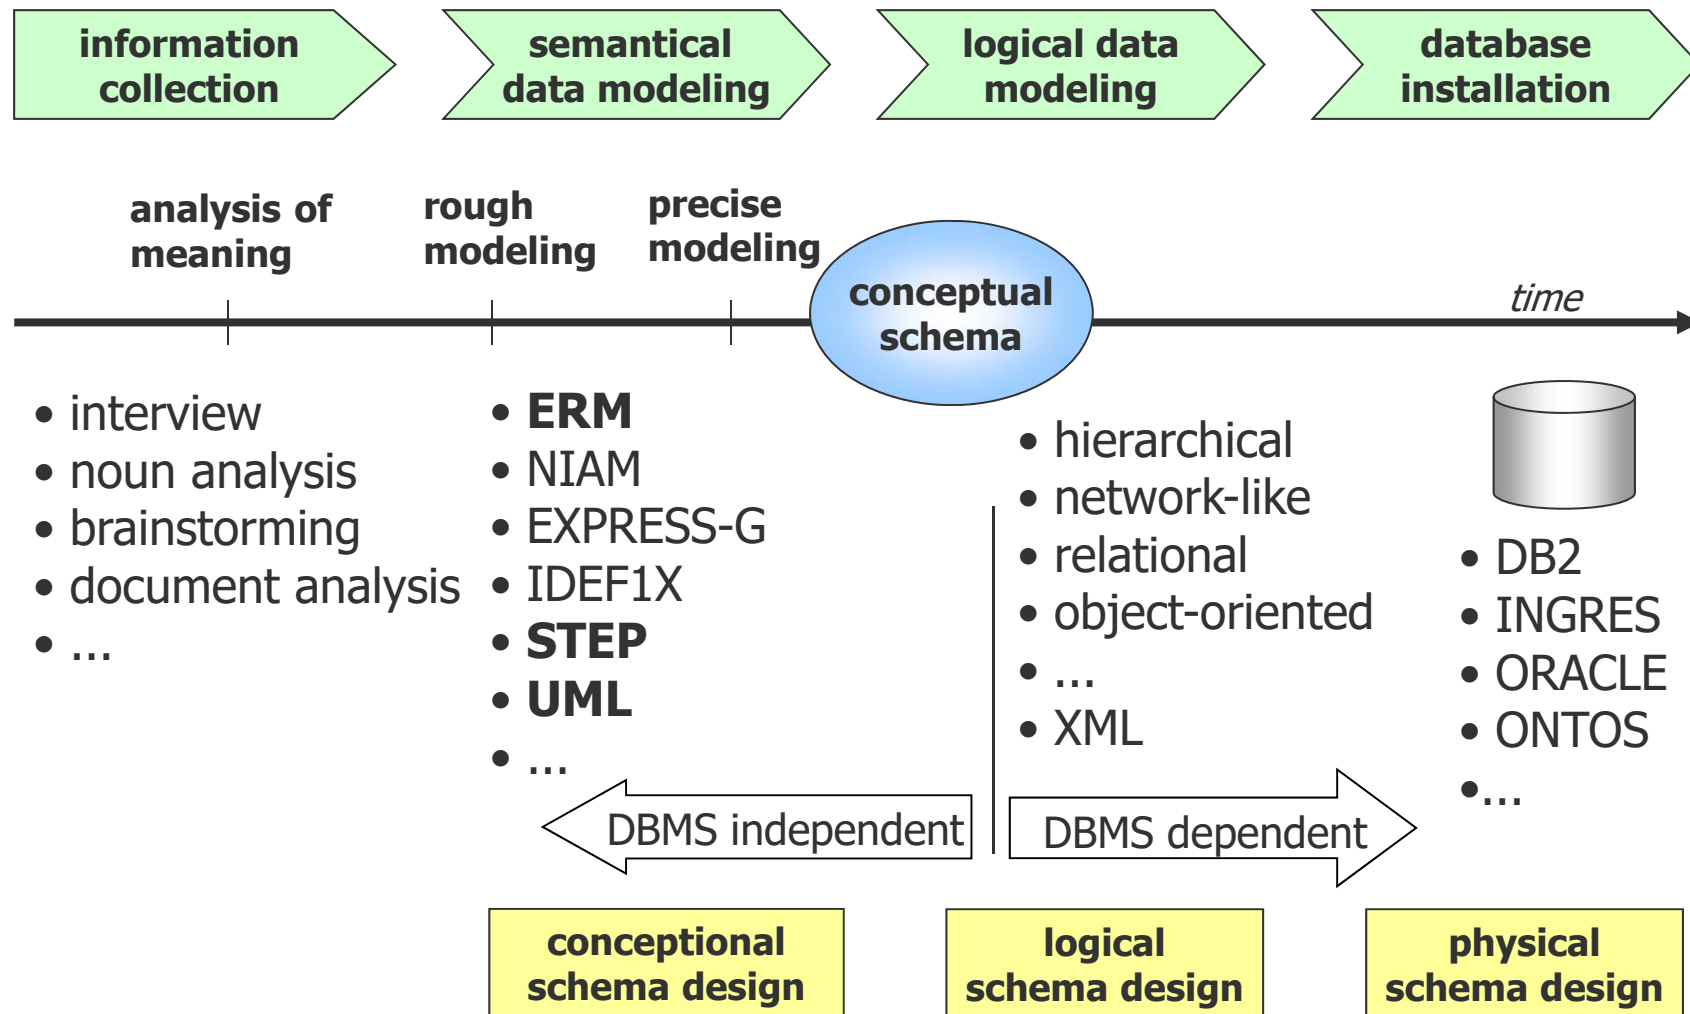 information
collection
semantical
data modeling
logical data
modeling
database
installation
analysis of
meaning
rough
modeling
precise
modeling
conceptual
schema
time
• interview
• noun analysis
• brainstorming
• document analysis
• ...
• ERM
• NIAM
• EXPRESS-G
• IDEF1X
• STEP
• UML
• ...
• hierarchical
• network-like
• relational
• object-oriented
• ...
• XML
• DB2
• INGRES
• ORACLE
• ONTOS
•...
DBMS independent
DBMS dependent
conceptional
schema design
logical
schema design
physical
schema design